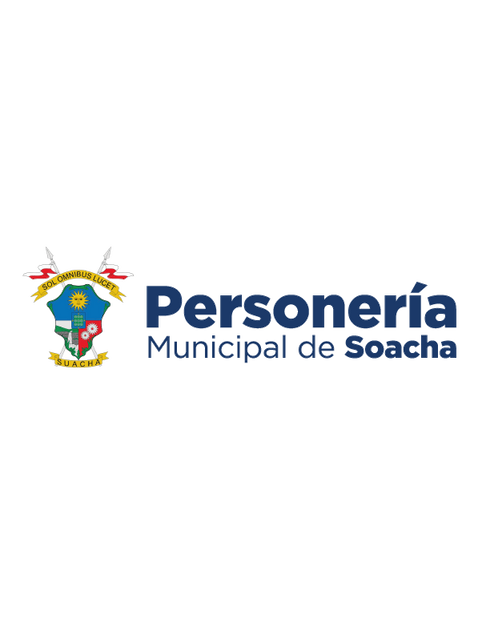 SOL OMNIBUS LUCET
SUACHA
Personería
Municipal de Soacha